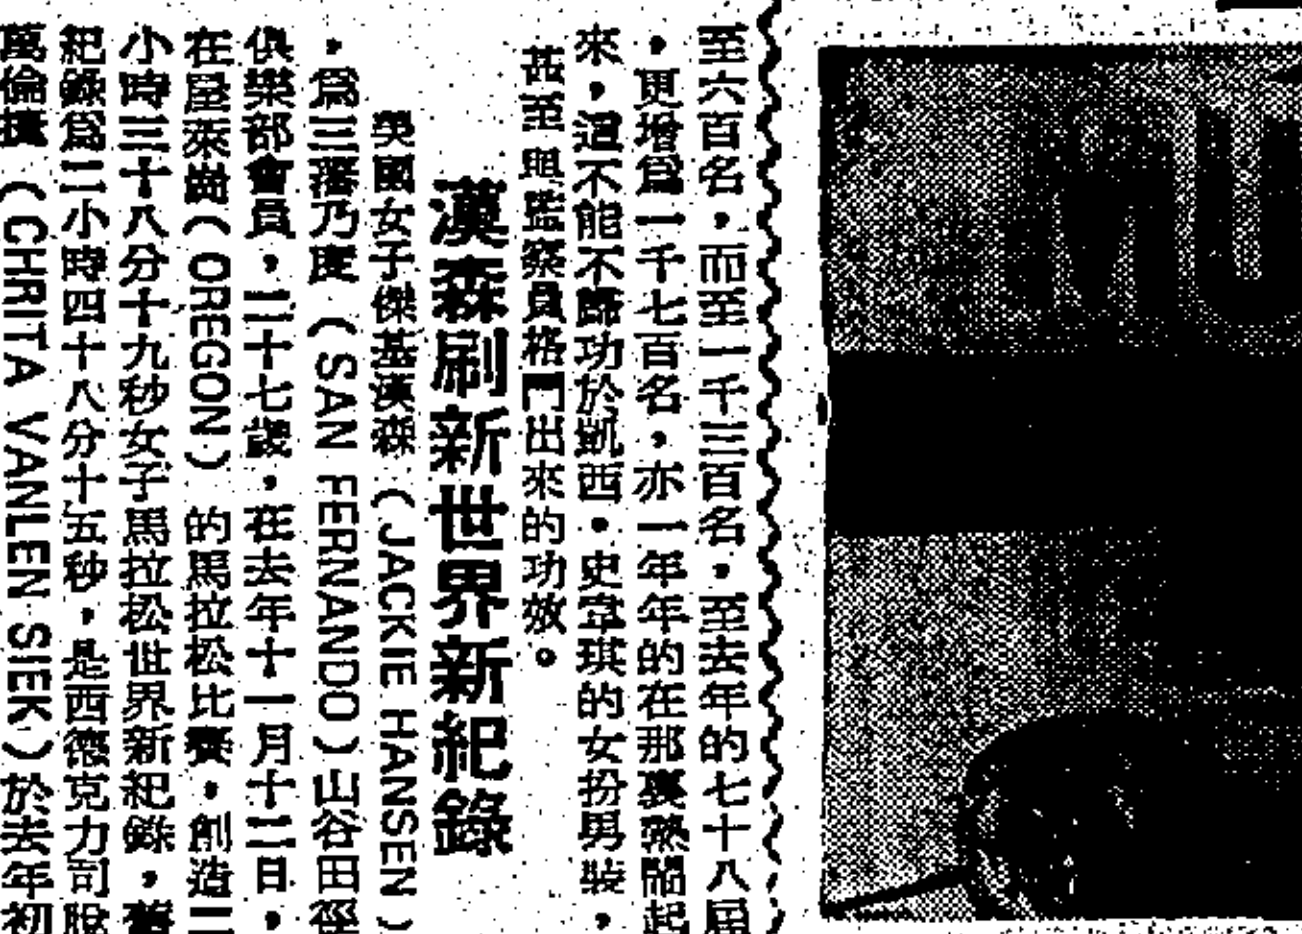 至六百名，而至一千三百名，至去年的七十八屆
，更增爲一千七百名，亦一年年的在那裏熱鬧起
來，這不能不歸功於凱西・史韋琪的女扮男裝，
甚至與監察員格鬥出來的功效。
漢森刷新世界新紀錄
美國女子傑基漢森（JACKIE HANSEN）
，爲三藩乃度（SAN FERNANDO）山谷田徑
俱樂部會員，二十七歲，在去年十一月十二日，
在屋萊崗（OREGON）的馬拉松比賽，創造二
小時三十八分十九秒女子馬拉松世界新紀錄，舊
紀錄爲二小時四十八分十五秒，是西德克力司脫
萬倫撒（CHRITA VANLEN SIEK）於去年初